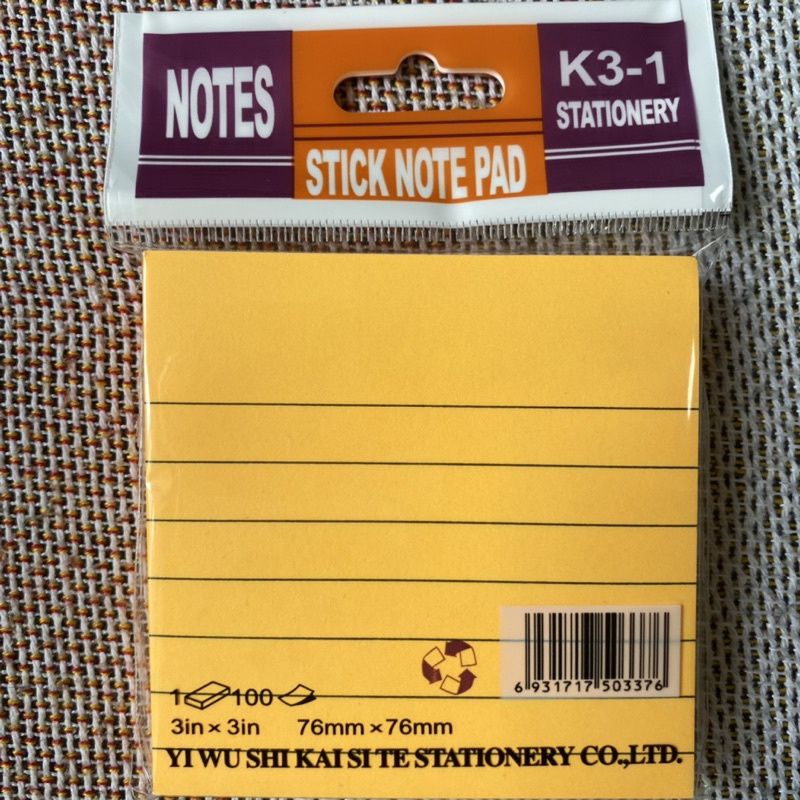 NOTES
STICK NOTE PAD
K3-1
STATIONERY
6 931717 503376
1 100
3in × 3in 76mm × 76mm
YI WU SHI KAI SI TE STATIONERY CO.,LTD.